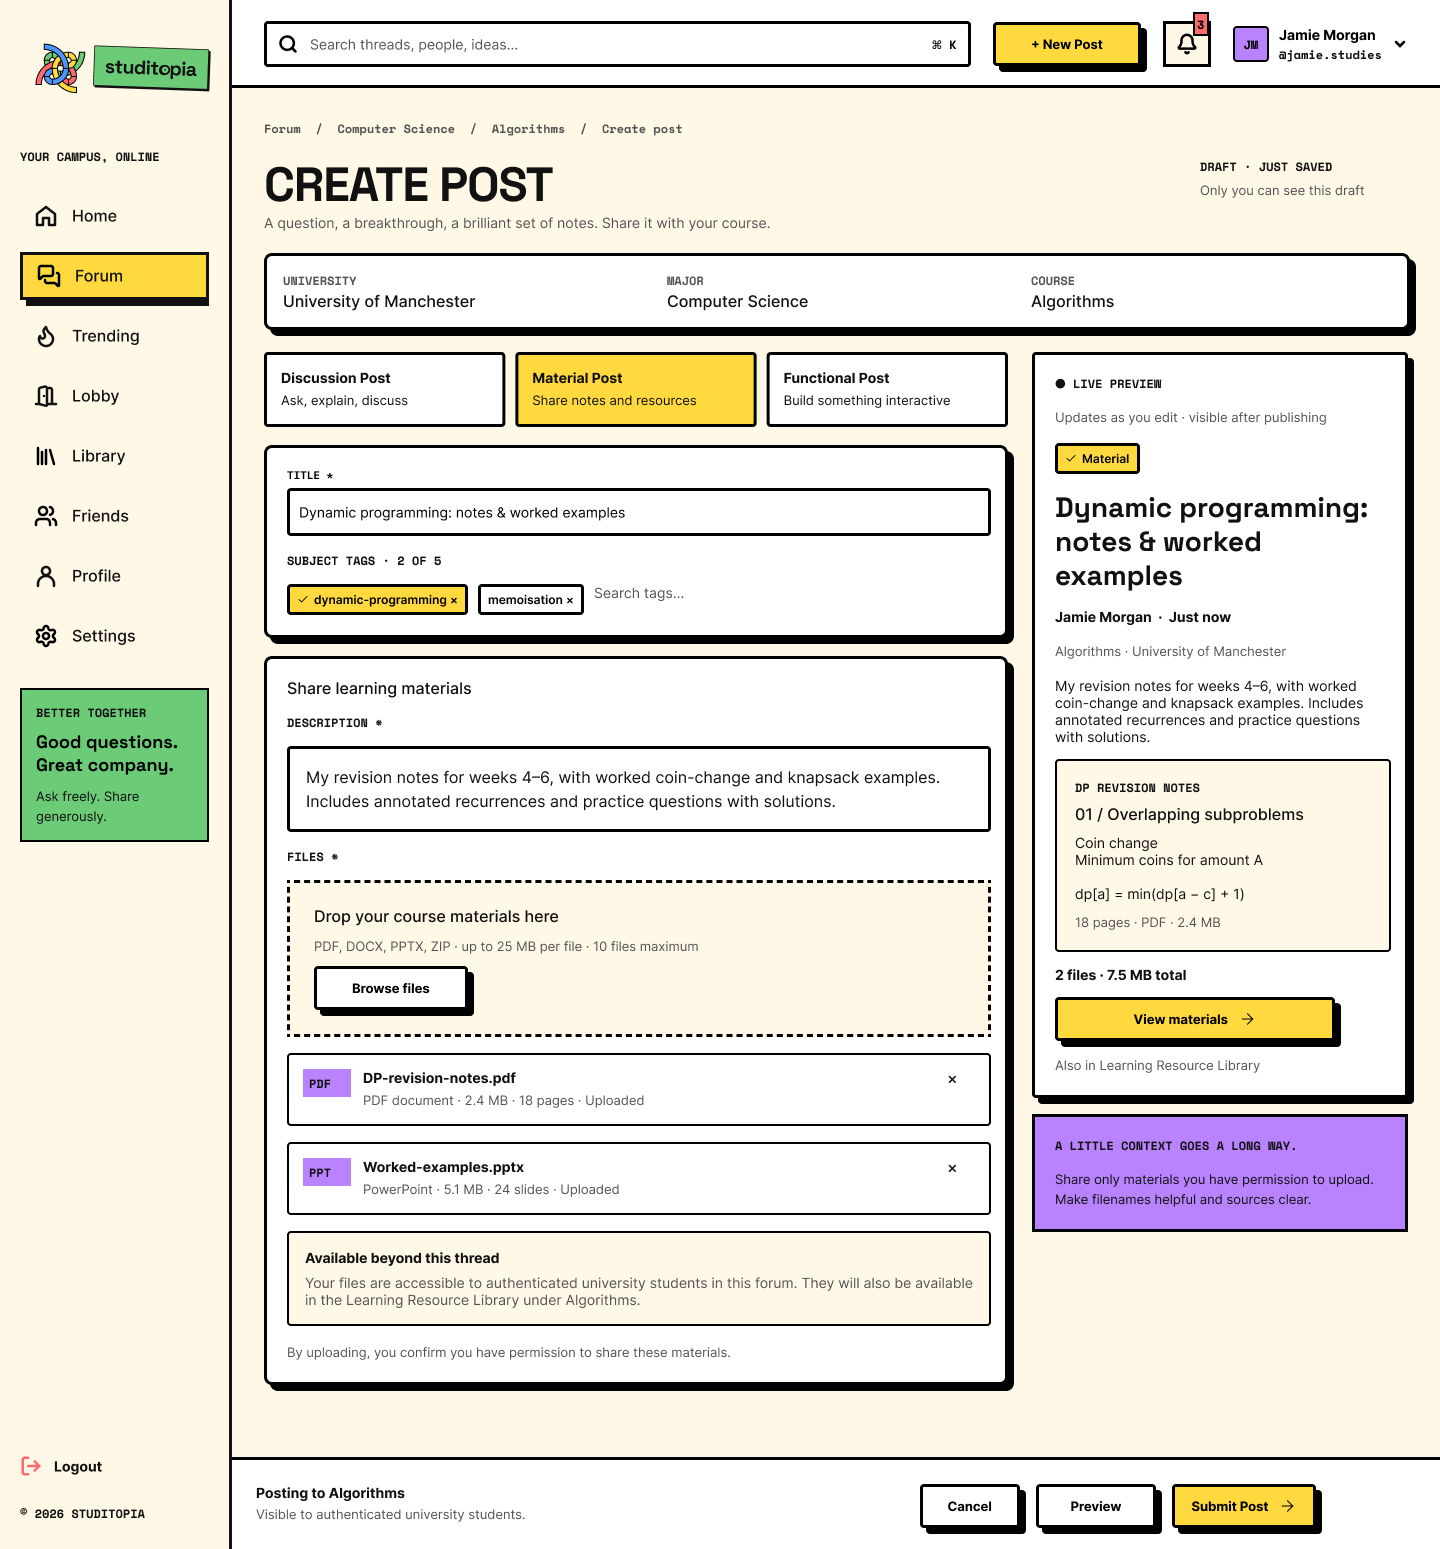 studitopia
YOUR CAMPUS, ONLINE
Home
Forum
Trending
Lobby
Library
Friends
Profile
Settings
BETTER TOGETHER
Good questions.
Great company.
Ask freely. Share
generously.
Logout
© 2026 STUDITOPIA
Search threads, people, ideas...
⌘ K
+ New Post
3
JM
Jamie Morgan
@jamie.studies
Forum / Computer Science / Algorithms / Create post
CREATE POST
A question, a breakthrough, a brilliant set of notes. Share it with your course.
DRAFT · JUST SAVED
Only you can see this draft
UNIVERSITY
University of Manchester
MAJOR
Computer Science
COURSE
Algorithms
Discussion Post
Ask, explain, discuss
Material Post
Share notes and resources
Functional Post
Build something interactive
TITLE *
Dynamic programming: notes & worked examples
SUBJECT TAGS · 2 OF 5
✓ dynamic-programming ×
memoisation ×
Search tags...
Share learning materials
DESCRIPTION *
My revision notes for weeks 4–6, with worked coin-change and knapsack examples.
Includes annotated recurrences and practice questions with solutions.
FILES *
Drop your course materials here
PDF, DOCX, PPTX, ZIP · up to 25 MB per file · 10 files maximum
Browse files
PDF
DP-revision-notes.pdf
×
PDF document · 2.4 MB · 18 pages · Uploaded
PPT
Worked-examples.pptx
×
PowerPoint · 5.1 MB · 24 slides · Uploaded
Available beyond this thread
Your files are accessible to authenticated university students in this forum. They will also be available
in the Learning Resource Library under Algorithms.
By uploading, you confirm you have permission to share these materials.
● LIVE PREVIEW
Updates as you edit · visible after publishing
✓ Material
Dynamic programming:
notes & worked
examples
Jamie Morgan · Just now
Algorithms · University of Manchester
My revision notes for weeks 4–6, with worked
coin-change and knapsack examples. Includes
annotated recurrences and practice questions
with solutions.
DP REVISION NOTES
01 / Overlapping subproblems
Coin change
Minimum coins for amount A
dp[a] = min(dp[a − c] + 1)
18 pages · PDF · 2.4 MB
2 files · 7.5 MB total
View materials →
Also in Learning Resource Library
A LITTLE CONTEXT GOES A LONG WAY.
Share only materials you have permission to upload.
Make filenames helpful and sources clear.
Posting to Algorithms
Visible to authenticated university students.
Cancel
Preview
Submit Post →